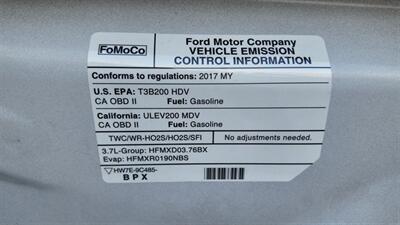 FoMoCo
Ford Motor Company
VEHICLE EMISSION
CONTROL INFORMATION
Conforms to regulations: 2017 MY
U.S. EPA: T3B200 HDV
CA OBD II Fuel: Gasoline
California: ULEV200 MDV
CA OBD II Fuel: Gasoline
TWC/WR-HO2S/HO2S/SFI No adjustments needed.
3.7L-Group: HFMXD03.76BX
Evap: HFMXR0190NBS
HW7E-9C485-
BPX